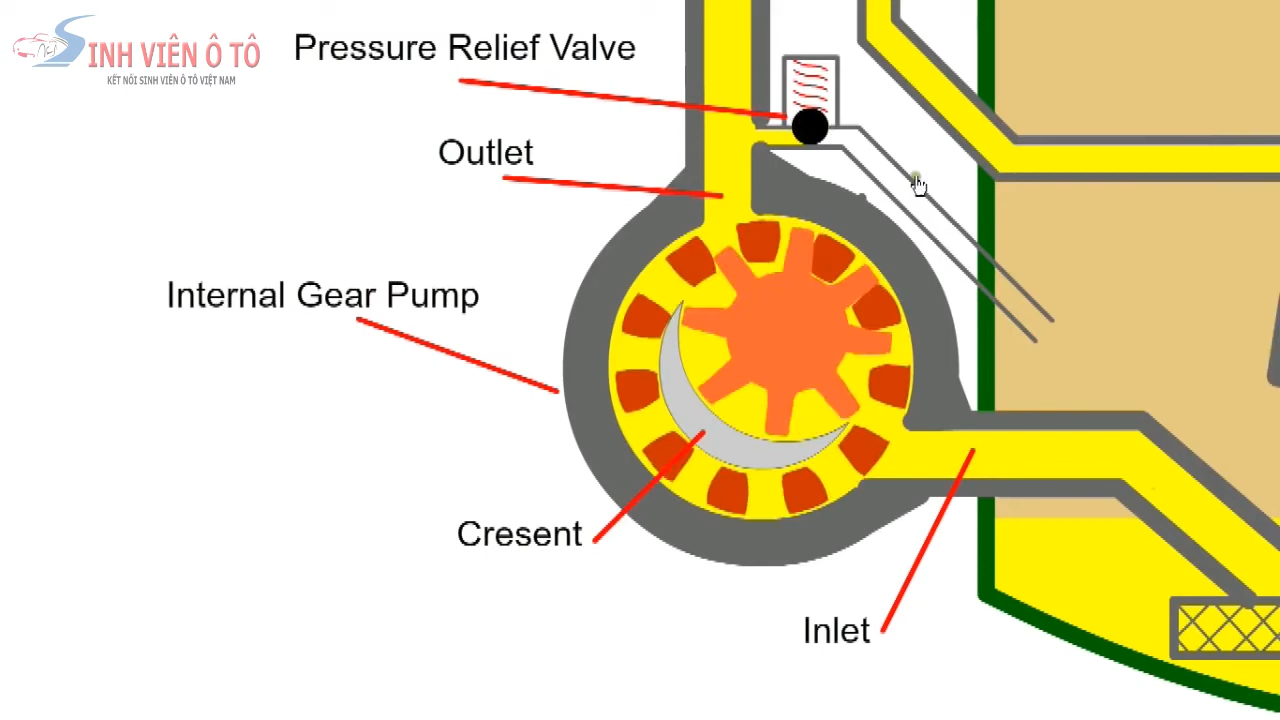 SINH VIÊN Ô TÔ
KẾT NỐI SINH VIÊN Ô TÔ VIỆT NAM
Pressure Relief Valve
Outlet
Internal Gear Pump
Cresent
Inlet